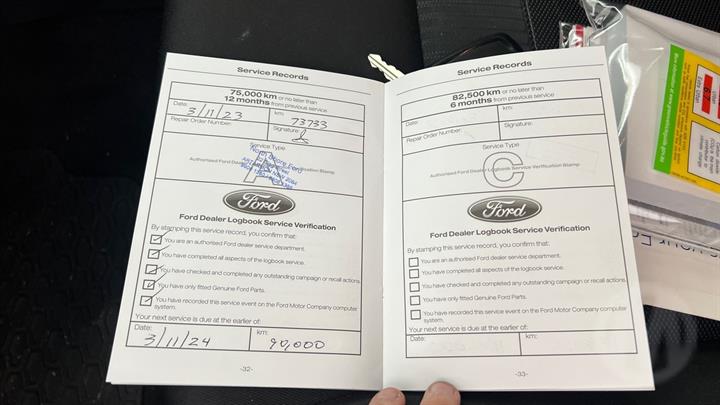 Service Records
75,000 km or no later than
12 months from previous service
Date:
3/11/23
km:
73733
Repair Order Number:
Signature:
Service Type
A
Authorised Ford Dealer Logbook Service Verification Stamp
North Shore Ford
Ford
Ford Dealer Logbook Service Verification
By stamping this service record, you confirm that:
You are an authorised Ford dealer service department.
You have completed all aspects of the logbook service.
You have checked and completed any outstanding campaign or recall actions.
You have only fitted Genuine Ford Parts.
You have recorded this service event on the Ford Motor Company computer
system.
Your next service is due at the earlier of:
Date:
3/11/24
km:
90,000
-32-
Service Records
82,500 km or no later than
6 months from previous service
Date:
km:
Repair Order Number:
Signature:
Service Type
C
Authorised Ford Dealer Logbook Service Verification Stamp
Ford
Ford Dealer Logbook Service Verification
By stamping this service record, you confirm that:
You are an authorised Ford dealer service department.
You have completed all aspects of the logbook service.
You have checked and completed any outstanding campaign or recall actions.
You have only fitted Genuine Ford Parts.
You have recorded this service event on the Ford Motor Company computer
system.
Your next service is due at the earlier of:
Date:
km:
-33-